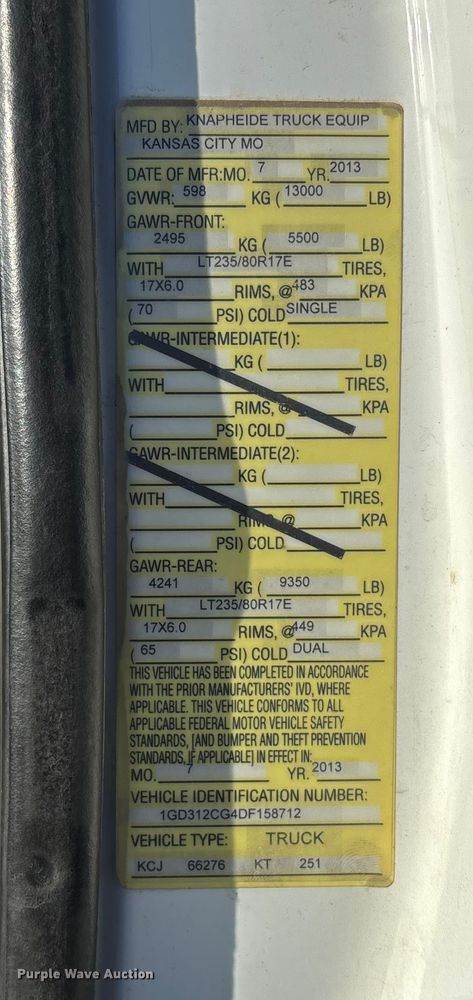 MFD BY: KNAPHEIDE TRUCK EQUIP
KANSAS CITY MO
DATE OF MFR:MO. 7 YR. 2013
GVWR: 598 KG ( 13000 LB)
GAWR-FRONT:
2495 KG ( 5500 LB)
WITH LT235/80R17E TIRES,
17X6.0 RIMS, @ 483 KPA
( 70 PSI) COLD SINGLE
GAWR-INTERMEDIATE(1):
KG ( LB)
WITH TIRES,
RIMS, @ KPA
( PSI) COLD
GAWR-INTERMEDIATE(2):
KG ( LB)
WITH TIRES,
RIMS, @ KPA
( PSI) COLD
GAWR-REAR:
4241 KG ( 9350 LB)
WITH LT235/80R17E TIRES,
17X6.0 RIMS, @ 449 KPA
( 65 PSI) COLD DUAL
THIS VEHICLE HAS BEEN COMPLETED IN ACCORDANCE
WITH THE PRIOR MANUFACTURERS' IVD, WHERE
APPLICABLE. THIS VEHICLE CONFORMS TO ALL
APPLICABLE FEDERAL MOTOR VEHICLE SAFETY
STANDARDS, [AND BUMPER AND THEFT PREVENTION
STANDARDS, IF APPLICABLE] IN EFFECT IN:
MO. 7 YR. 2013
VEHICLE IDENTIFICATION NUMBER:
1GD312CG4DF158712
VEHICLE TYPE: TRUCK
KCJ 66276 KT 251
Purple Wave Auction